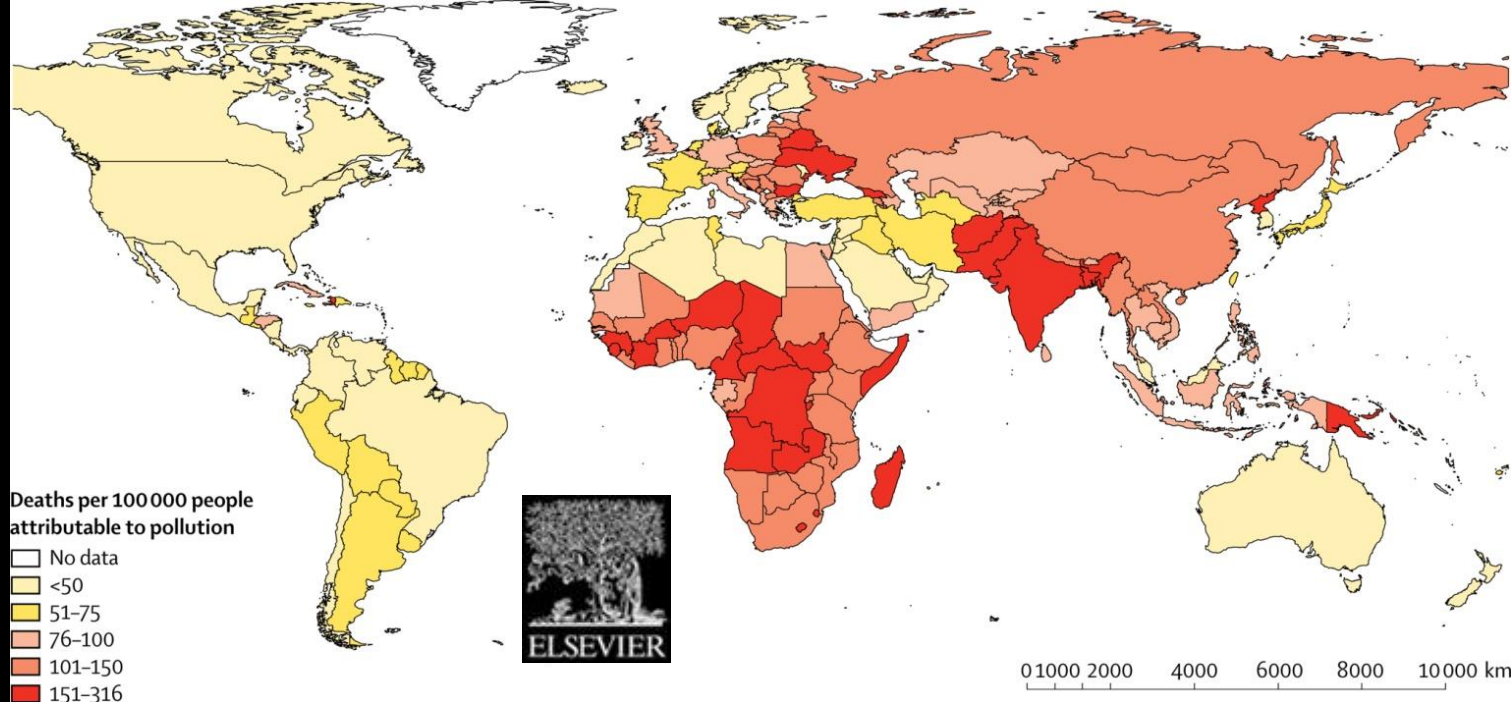 Deaths per 100 000 people
attributable to pollution
No data
<50
51–75
76–100
101–150
151–316
ELSEVIER
0 1000 2000 4000 6000 8000 10 000 km